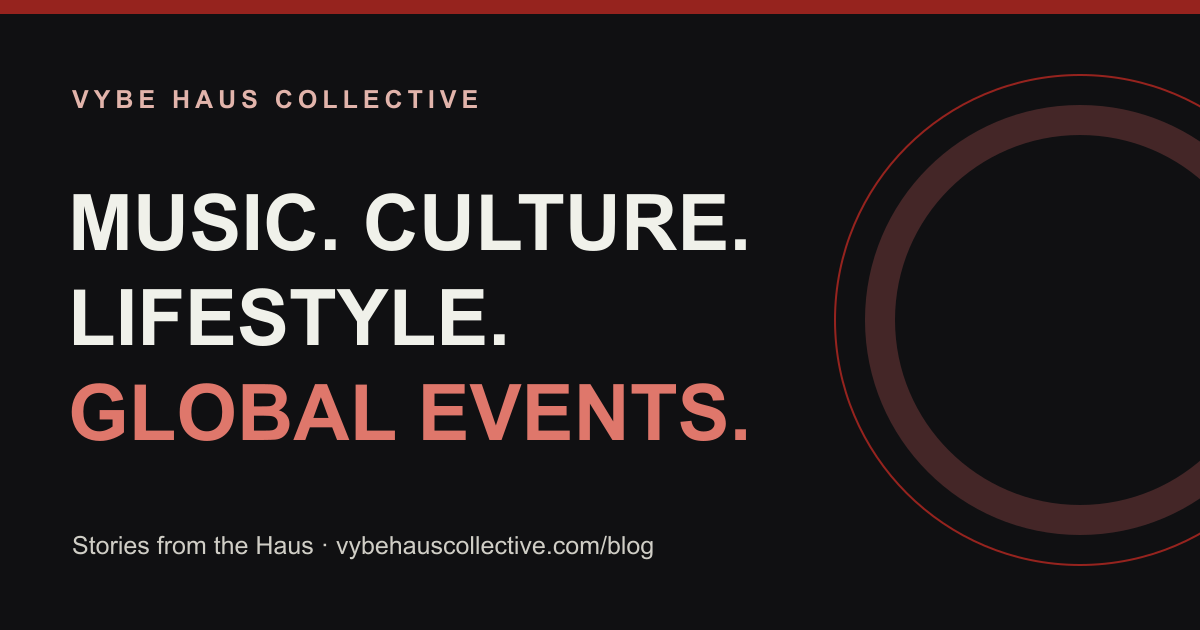 VYBE HAUS COLLECTIVE
MUSIC. CULTURE.
LIFESTYLE.
GLOBAL EVENTS.
Stories from the Haus · vybehauscollective.com/blog